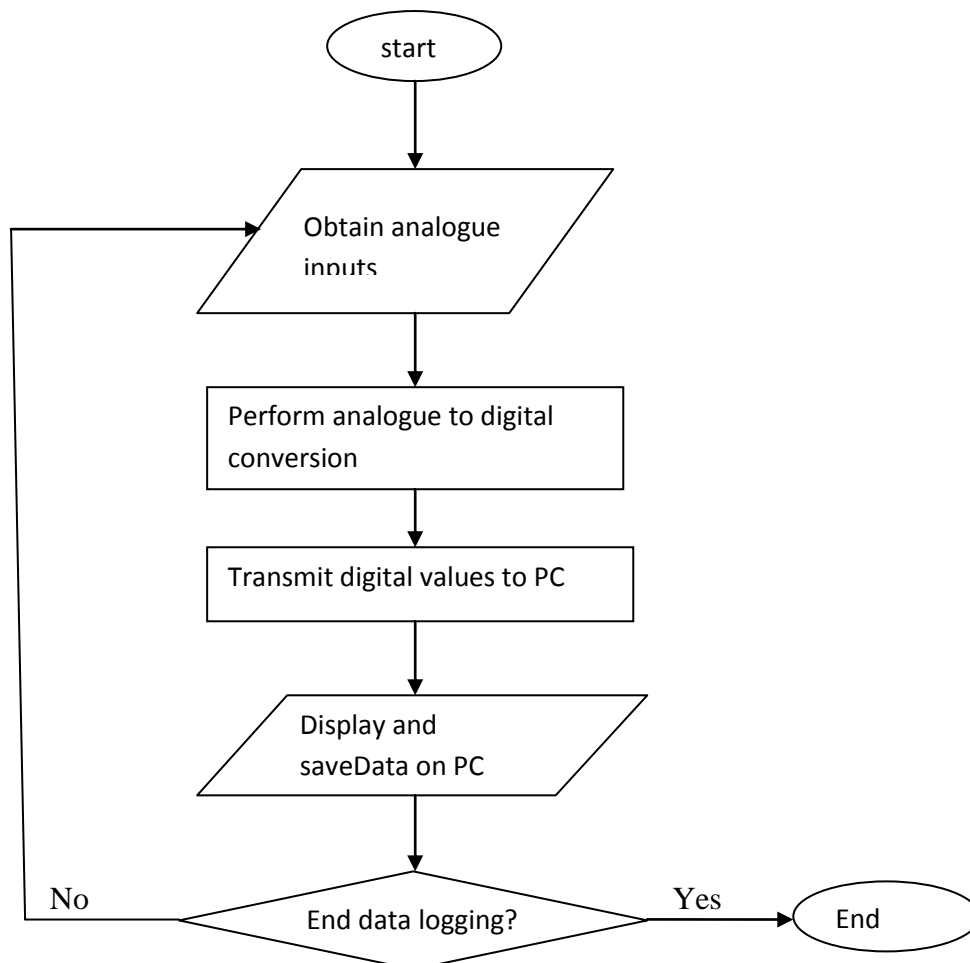 start
Obtain analogue
inputs
Perform analogue to digital
conversion
Transmit digital values to PC
Display and
saveData on PC
No
End data logging?
Yes
End